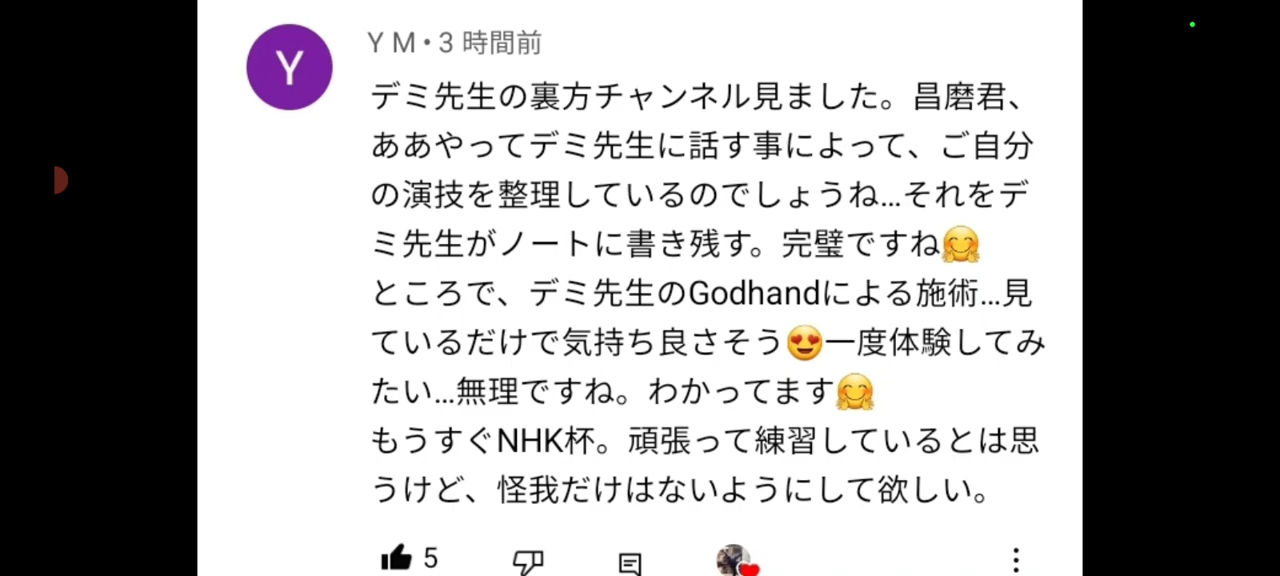 Y
Y M • 3 時間前
デミ先生の裏方チャンネル見ました。昌磨君、
ああやってデミ先生に話す事によって、ご自分
の演技を整理しているのでしょうね…それをデ
ミ先生がノートに書き残す。完璧ですね🤗
ところで、デミ先生のGodhandによる施術…見
ているだけで気持ち良さそう😍一度体験してみ
たい…無理ですね。わかってます🤗
もうすぐNHK杯。頑張って練習しているとは思
うけど、怪我だけはないようにして欲しい。
5